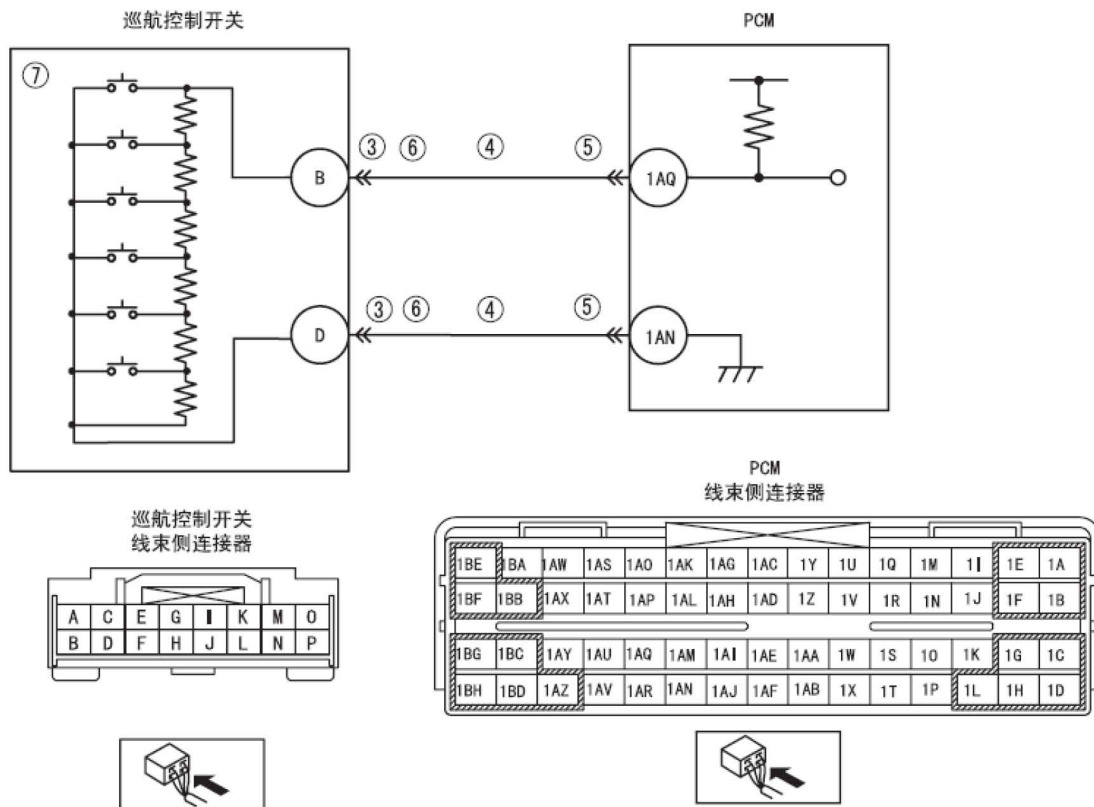 巡航控制开关
PCM
⑦
B
③ ⑥ ④ ⑤
1AQ
D
③ ⑥ ④ ⑤
1AN
巡航控制开关
线束侧连接器
A C E G I K M O
B D F H J L N P
PCM
线束侧连接器
1BE 1BA 1AW 1AS 1AO 1AK 1AG 1AC 1Y 1U 1Q 1M 1I 1E 1A
1BF 1BB 1AX 1AT 1AP 1AL 1AH 1AD 1Z 1V 1R 1N 1J 1F 1B
1BG 1BC 1AY 1AU 1AQ 1AM 1AI 1AE 1AA 1W 1S 1O 1K 1G 1C
1BH 1BD 1AZ 1AV 1AR 1AN 1AJ 1AF 1AB 1X 1T 1P 1L 1H 1D